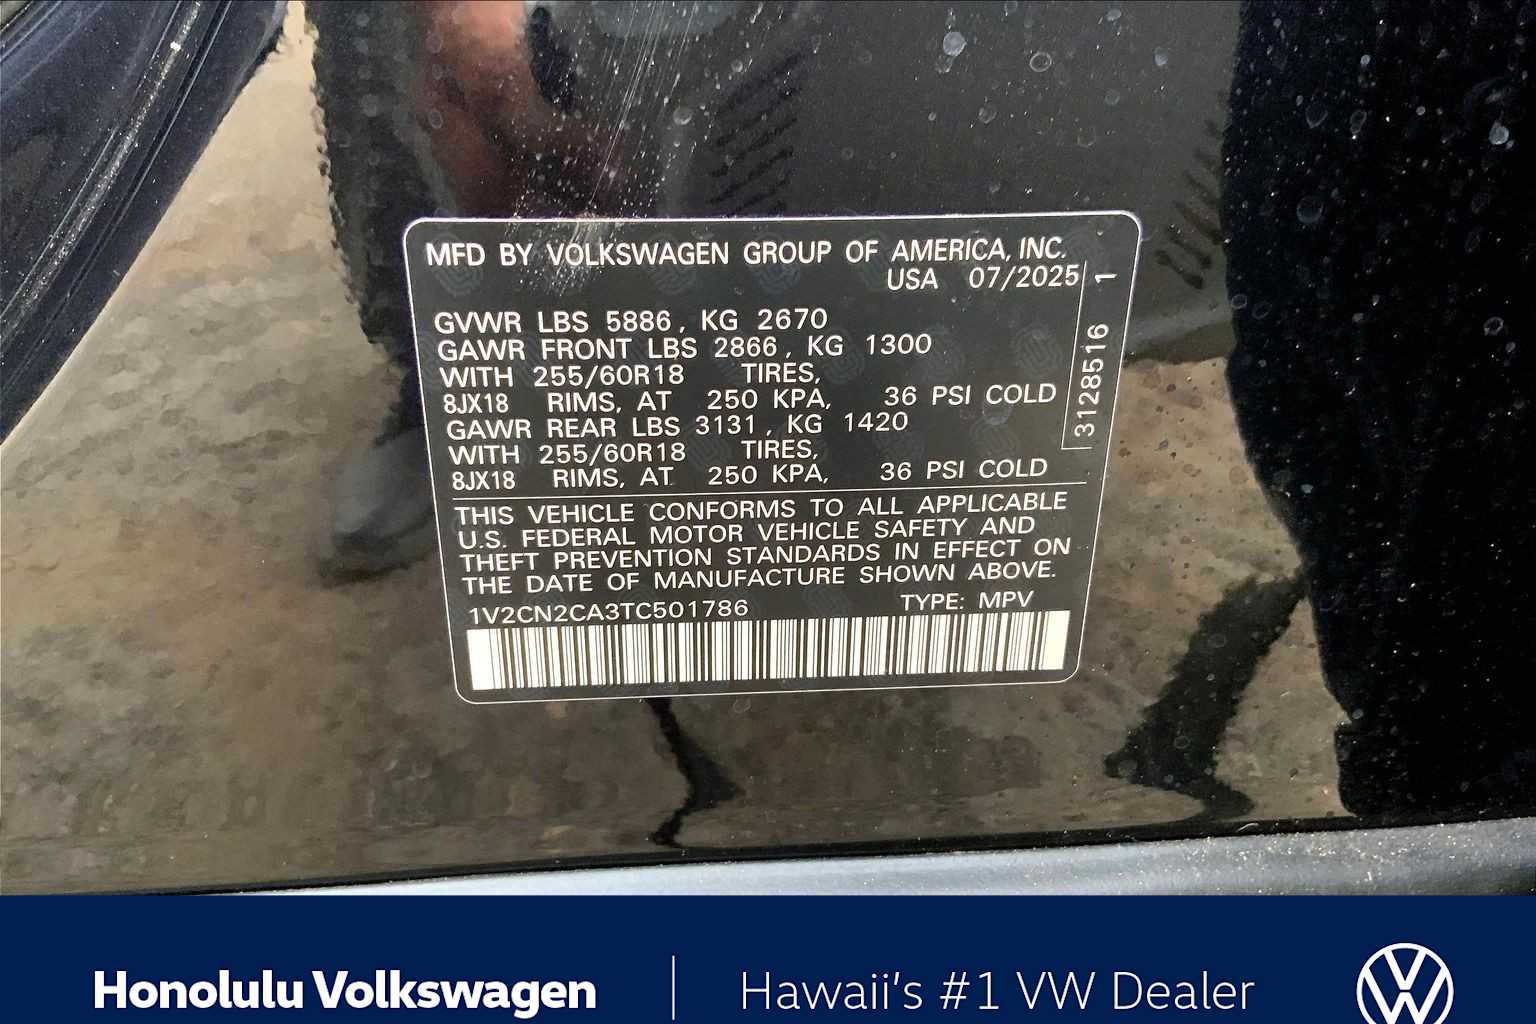 MFD BY VOLKSWAGEN GROUP OF AMERICA, INC.
USA 07/2025
GVWR LBS 5886, KG 2670
GAWR FRONT LBS 2866, KG 1300
WITH 255/60R18 TIRES,
8JX18 RIMS, AT 250 KPA, 36 PSI COLD
GAWR REAR LBS 3131, KG 1420
WITH 255/60R18 TIRES,
8JX18 RIMS, AT 250 KPA, 36 PSI COLD
3128516 1
THIS VEHICLE CONFORMS TO ALL APPLICABLE
U.S. FEDERAL MOTOR VEHICLE SAFETY AND
THEFT PREVENTION STANDARDS IN EFFECT ON
THE DATE OF MANUFACTURE SHOWN ABOVE.
1V2CN2CA3TC501786 TYPE: MPV
Honolulu Volkswagen | Hawaii's #1 VW Dealer